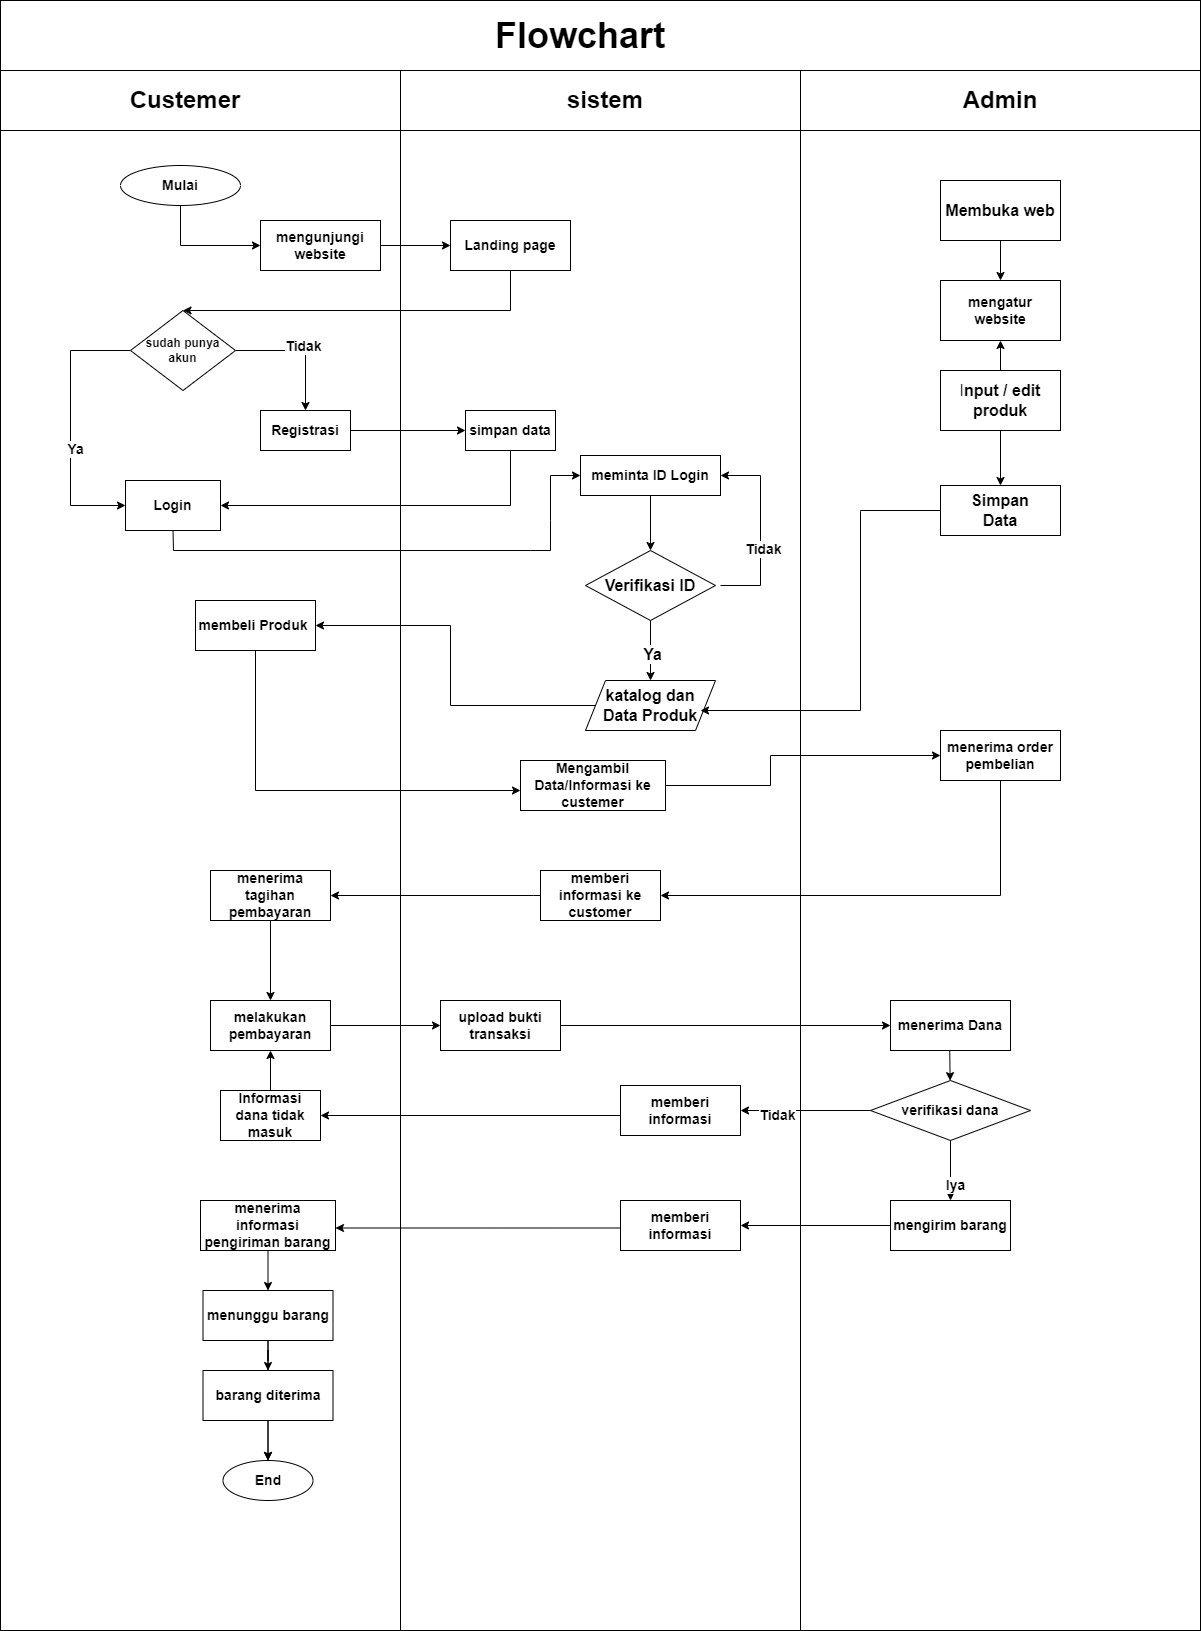 Flowchart
Custemer
sistem
Admin
Mulai
mengunjungi
website
Landing page
Membuka web
mengatur
website
sudah punya
akun
Tidak
Input / edit
produk
Registrasi
simpan data
Ya
meminta ID Login
Login
Simpan
Data
Tidak
Verifikasi ID
membeli Produk
Ya
katalog dan
Data Produk
menerima order
pembelian
Mengambil
Data/Informasi ke
custemer
menerima
tagihan
pembayaran
memberi
informasi ke
customer
melakukan
pembayaran
upload bukti
transaksi
menerima Dana
Informasi
dana tidak
masuk
memberi
informasi
Tidak
verifikasi dana
Iya
menerima
informasi
pengiriman barang
memberi
informasi
mengirim barang
menunggu barang
barang diterima
End